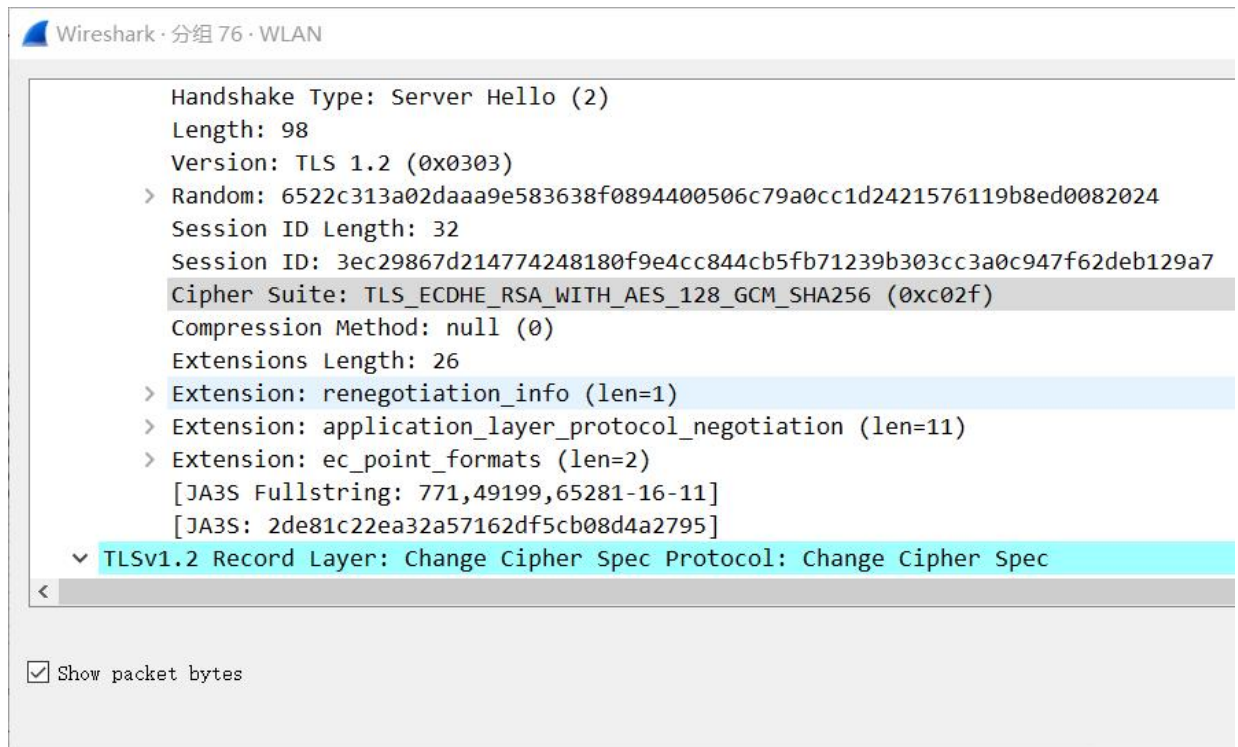 Wireshark · 分组 76 · WLAN
Handshake Type: Server Hello (2)
Length: 98
Version: TLS 1.2 (0x0303)
> Random: 6522c313a02daaa9e583638f0894400506c79a0cc1d2421576119b8ed0082024
Session ID Length: 32
Session ID: 3ec29867d214774248180f9e4cc844cb5fb71239b303cc3a0c947f62deb129a7
Cipher Suite: TLS_ECDHE_RSA_WITH_AES_128_GCM_SHA256 (0xc02f)
Compression Method: null (0)
Extensions Length: 26
> Extension: renegotiation_info (len=1)
> Extension: application_layer_protocol_negotiation (len=11)
> Extension: ec_point_formats (len=2)
[JA3S Fullstring: 771,49199,65281-16-11]
[JA3S: 2de81c22ea32a57162df5cb08d4a2795]
TLSv1.2 Record Layer: Change Cipher Spec Protocol: Change Cipher Spec
Show packet bytes